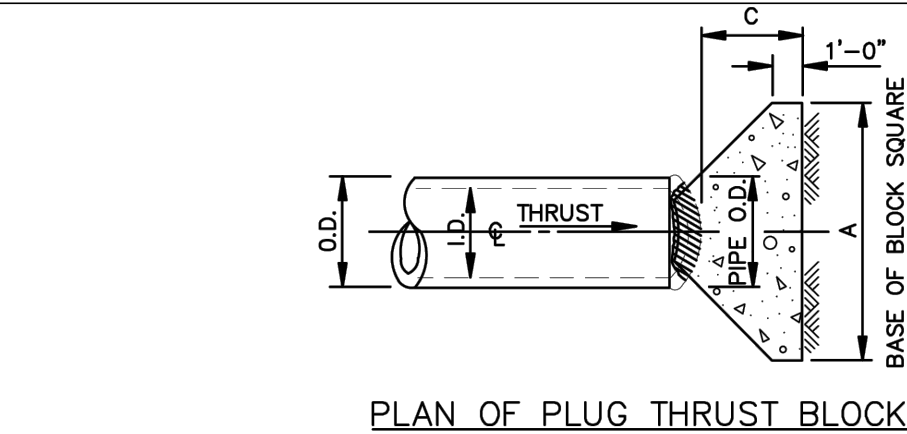 C
1'-0"
O.D.
I.D.
℄
THRUST
PIPE O.D.
A
BASE OF BLOCK SQUARE
PLAN OF PLUG THRUST BLOCK